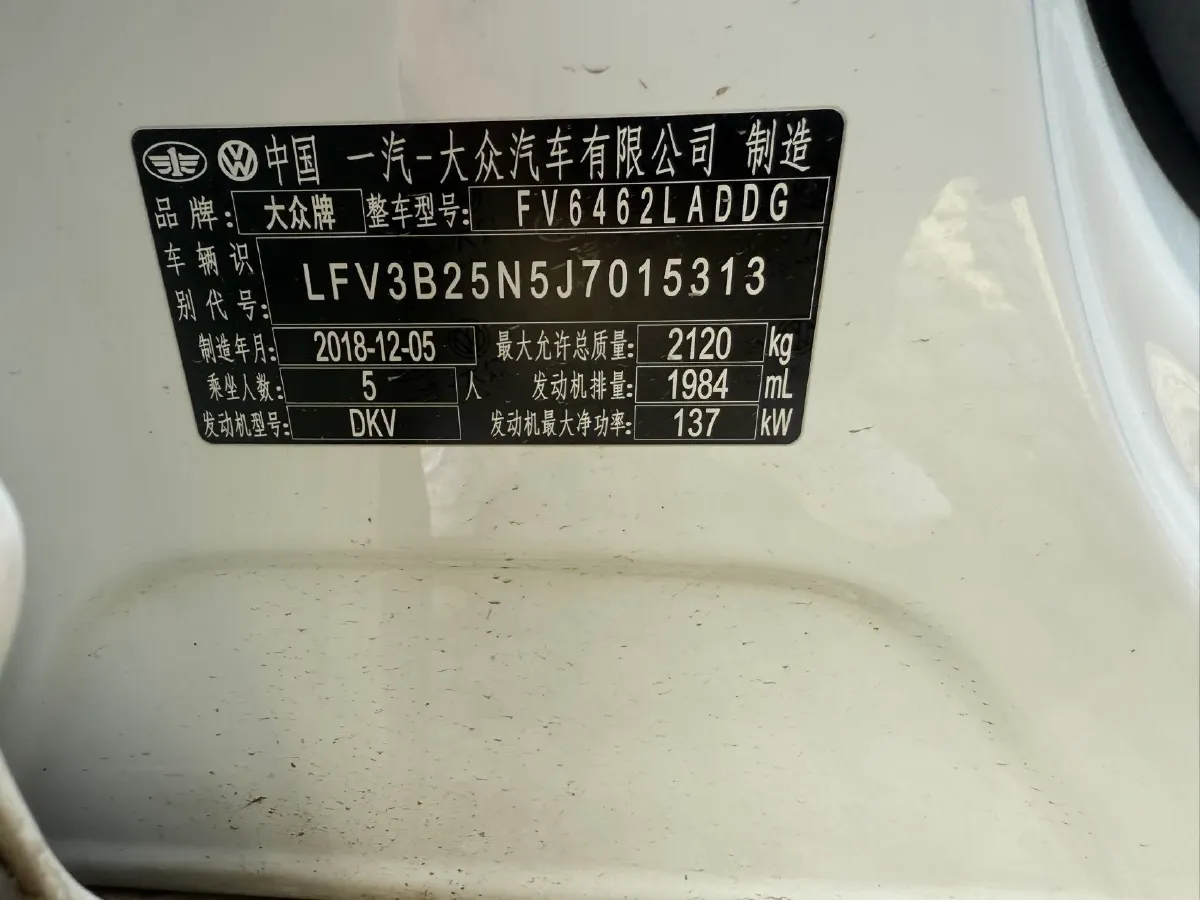 中国 一汽-大众汽车有限公司 制造
品牌: 大众牌 整车型号: FV6462LADDG
车辆识别代号: LFV3B25N5J7015313
制造年月: 2018-12-05 最大允许总质量: 2120 kg
乘坐人数: 5 人 发动机排量: 1984 mL
发动机型号: DKV 发动机最大净功率: 137 kW